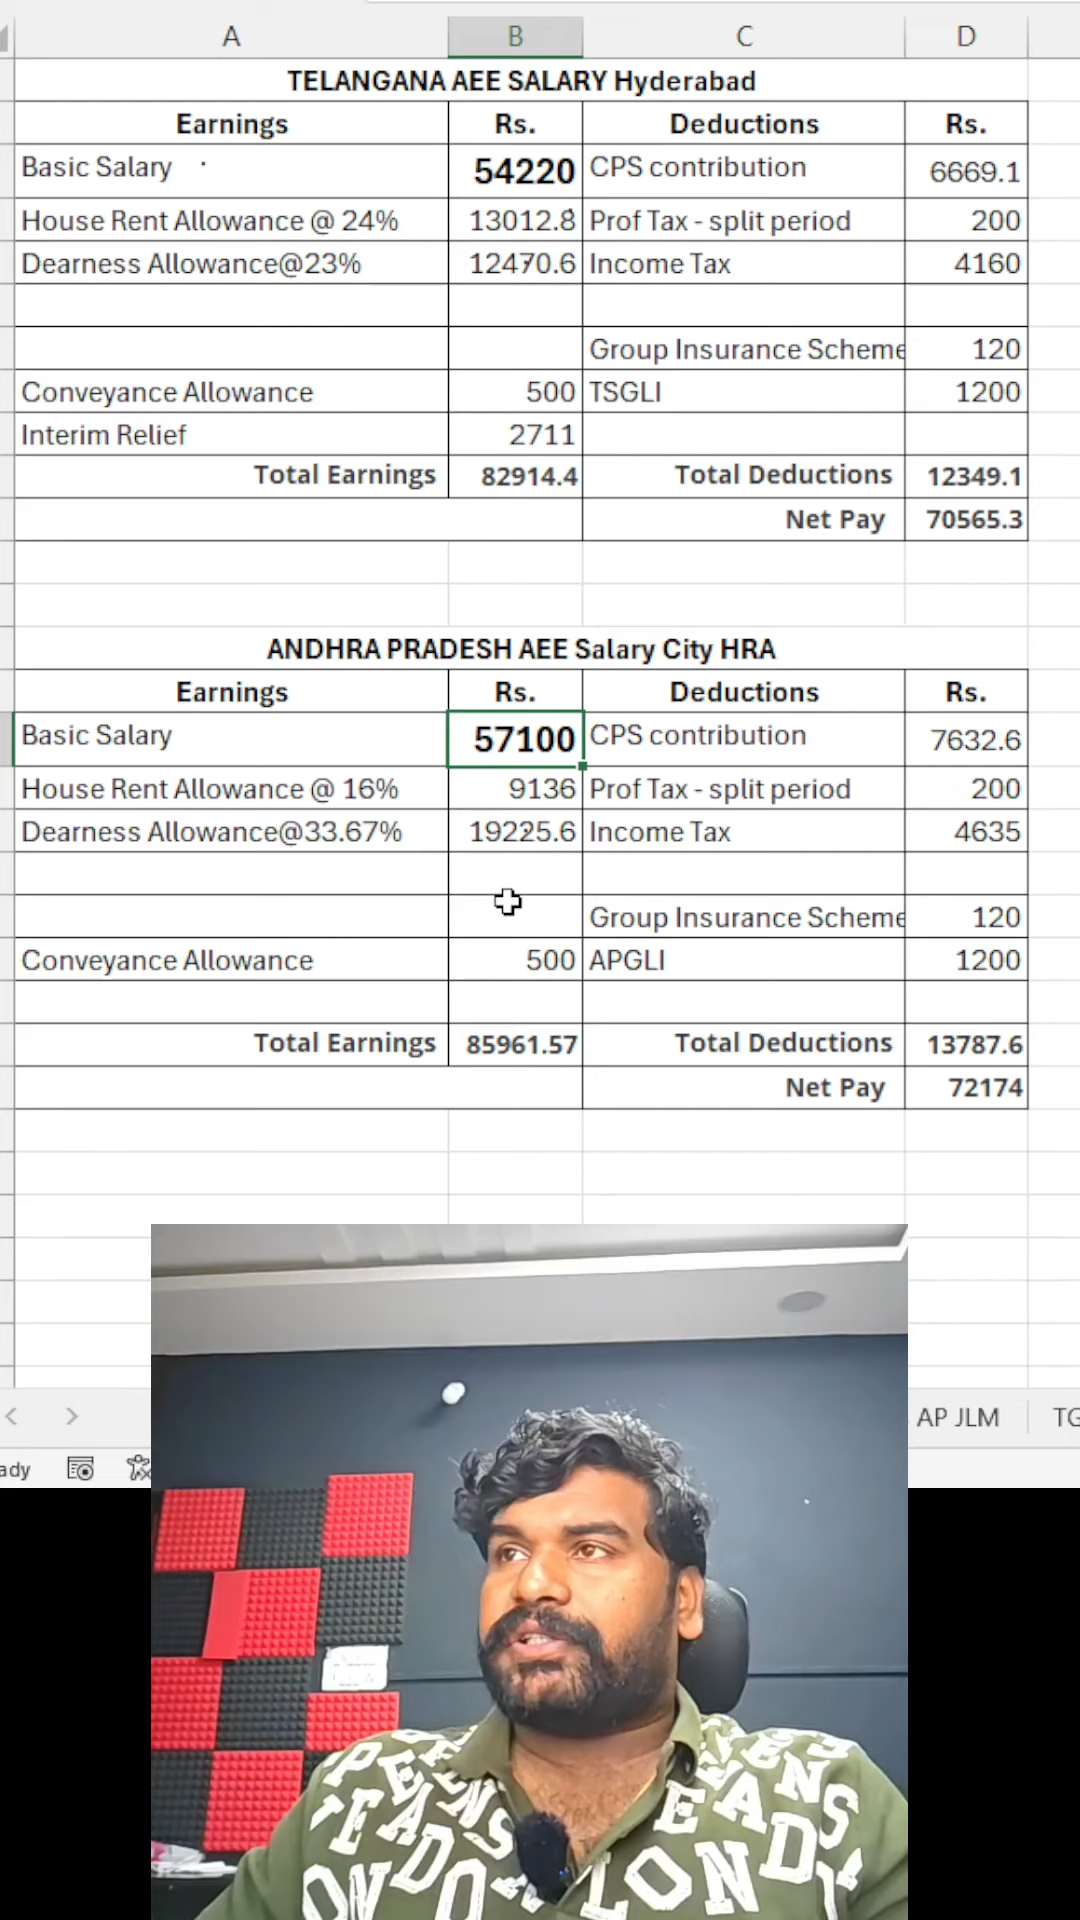 A B C D
TELANGANA AEE SALARY Hyderabad
Earnings Rs. Deductions Rs.
Basic Salary 54220 CPS contribution 6669.1
House Rent Allowance @ 24% 13012.8 Prof Tax - split period 200
Dearness Allowance@23% 12470.6 Income Tax 4160
Group Insurance Scheme 120
Conveyance Allowance 500 TSGLI 1200
Interim Relief 2711
Total Earnings 82914.4 Total Deductions 12349.1
Net Pay 70565.3
ANDHRA PRADESH AEE Salary City HRA
Earnings Rs. Deductions Rs.
Basic Salary 57100 CPS contribution 7632.6
House Rent Allowance @ 16% 9136 Prof Tax - split period 200
Dearness Allowance@33.67% 19225.6 Income Tax 4635
Group Insurance Scheme 120
Conveyance Allowance 500 APGLI 1200
Total Earnings 85961.57 Total Deductions 13787.6
Net Pay 72174
AP JLM TG
ady
LONDO